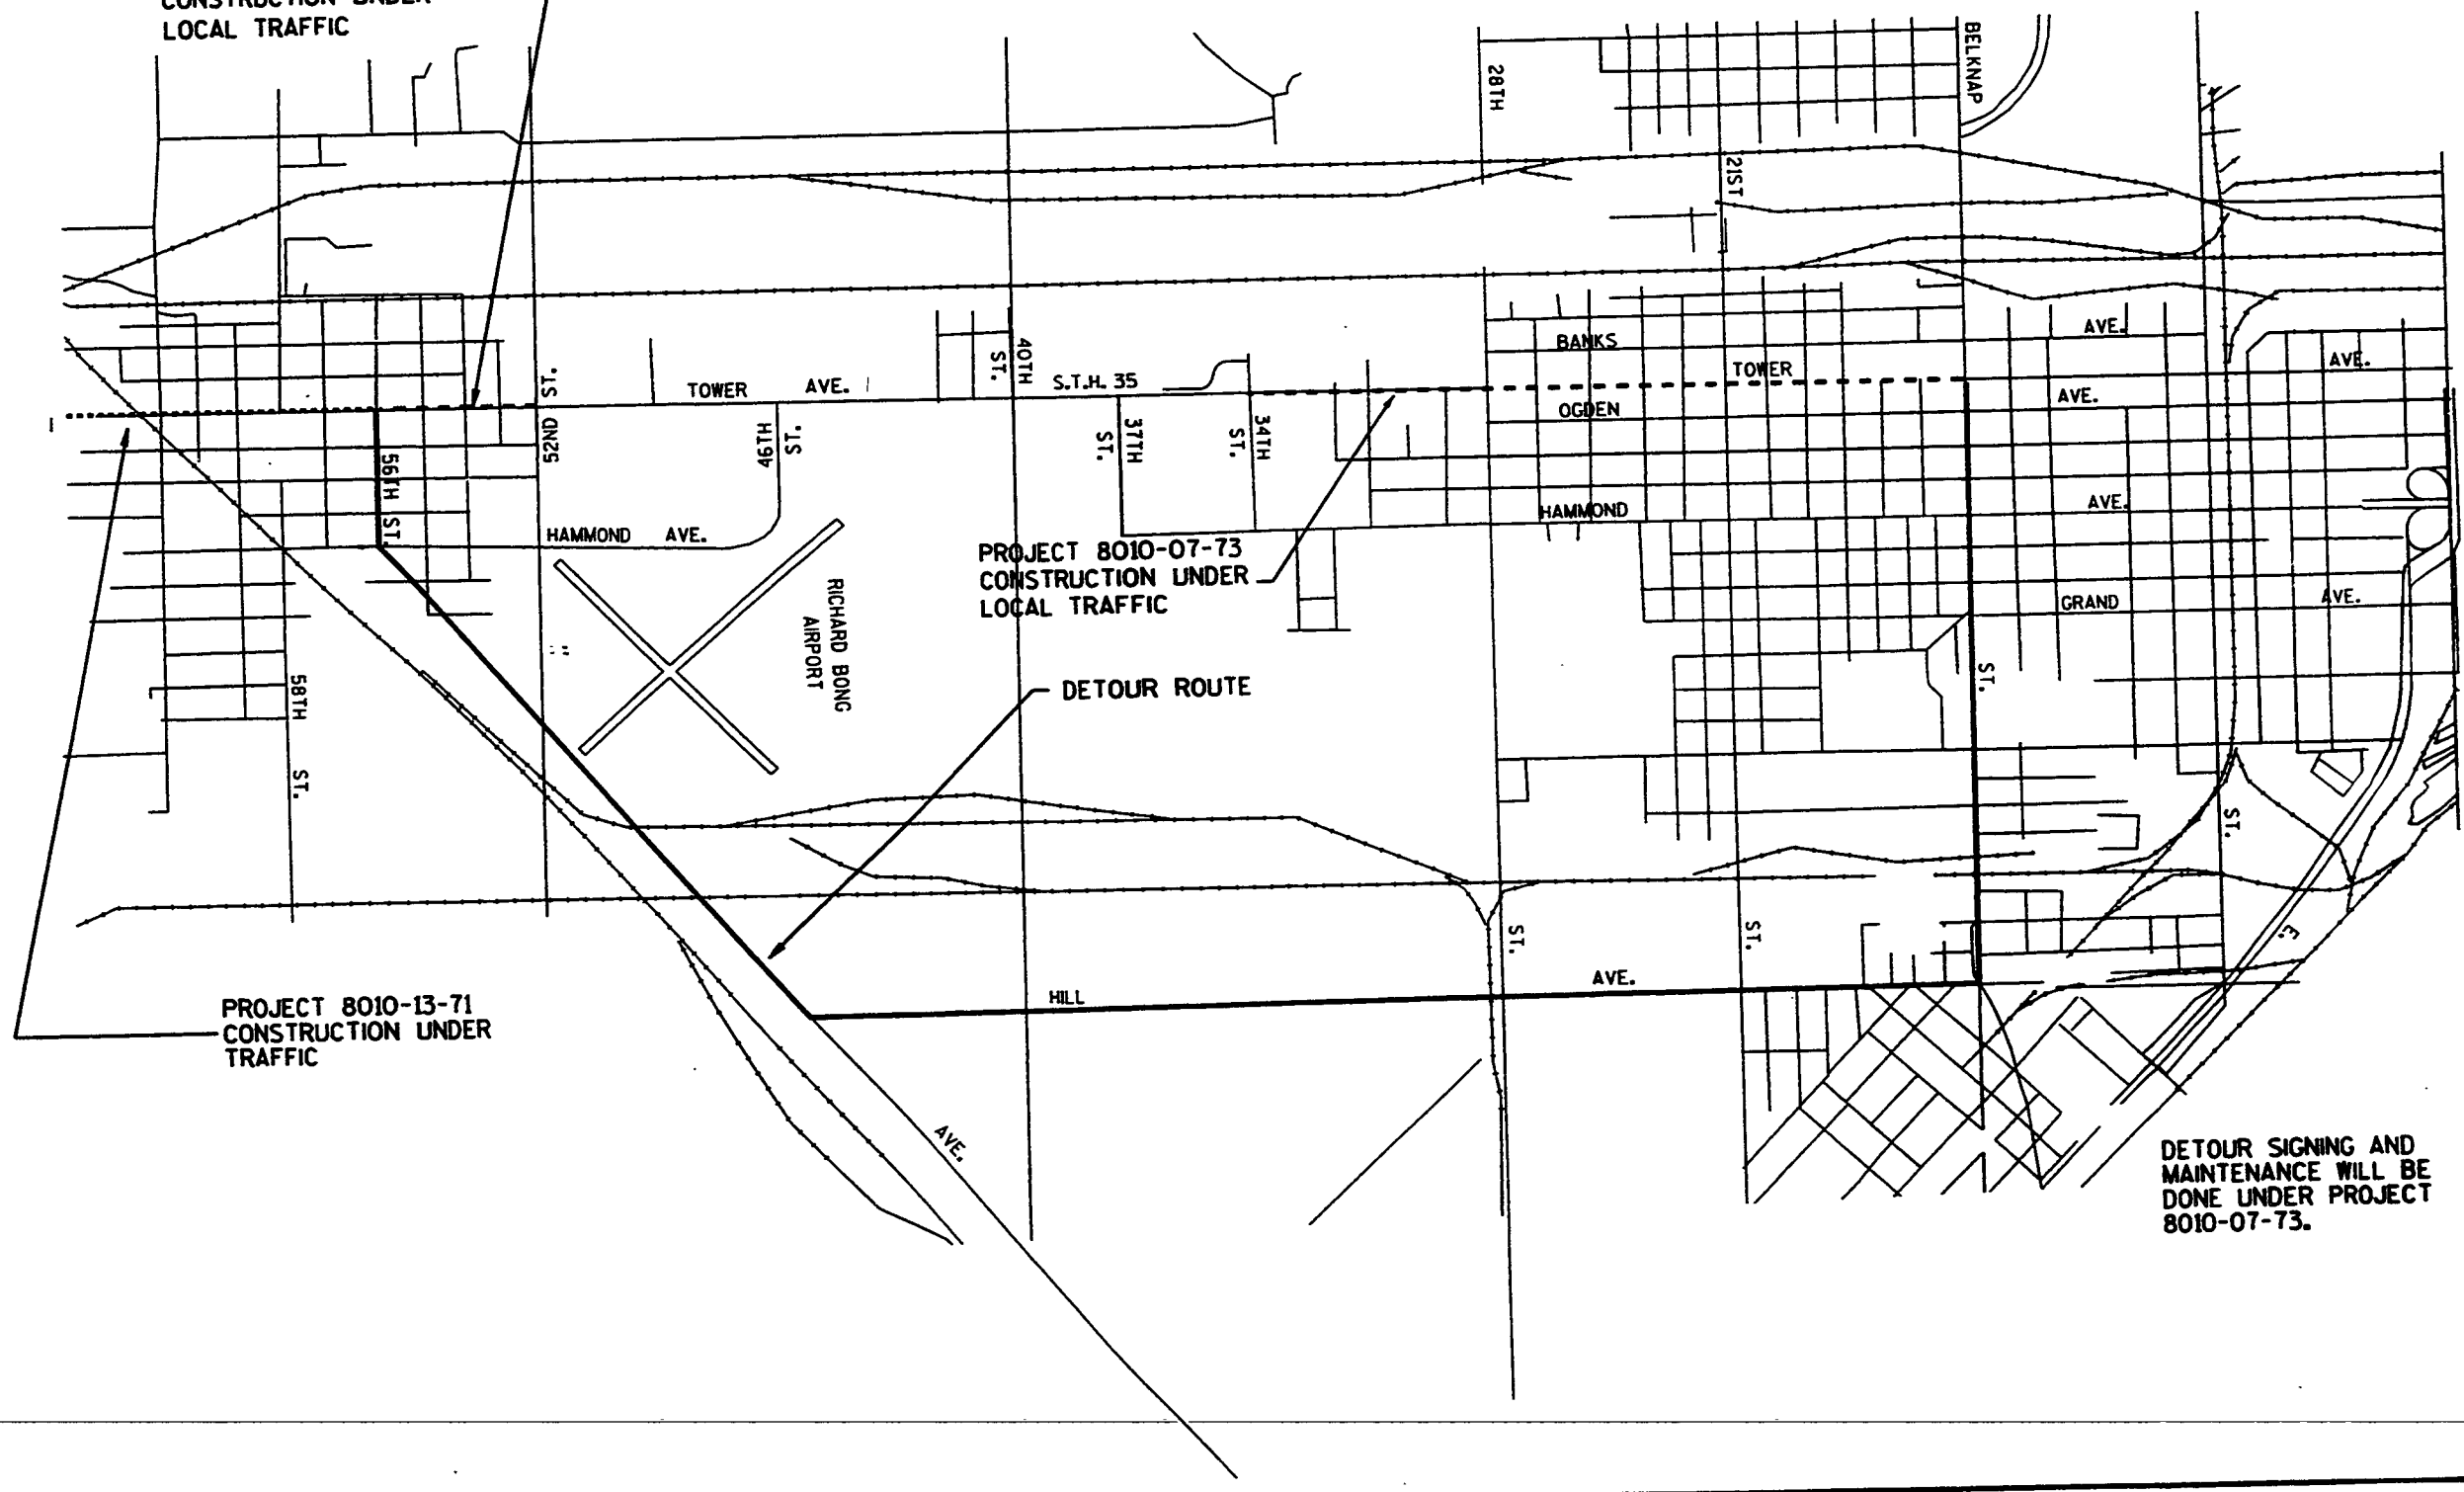 CONSTRUCTION UNDER
LOCAL TRAFFIC
BELKNAP
28TH
21ST
BANKS
AVE.
AVE.
TOWER
AVE.
S.T.H. 35
TOWER
AVE.
OGDEN
40TH
ST.
52ND ST.
56TH ST.
46TH
ST.
37TH
ST.
34TH
ST.
HAMMOND AVE.
HAMMOND
AVE.
GRAND
AVE.
PROJECT 8010-07-73
CONSTRUCTION UNDER
LOCAL TRAFFIC
RICHARD BONG
AIRPORT
DETOUR ROUTE
58TH
ST.
ST.
ST.
ST.
ST.
E.
HILL
AVE.
AVE.
PROJECT 8010-13-71
CONSTRUCTION UNDER
TRAFFIC
DETOUR SIGNING AND
MAINTENANCE WILL BE
DONE UNDER PROJECT
8010-07-73.